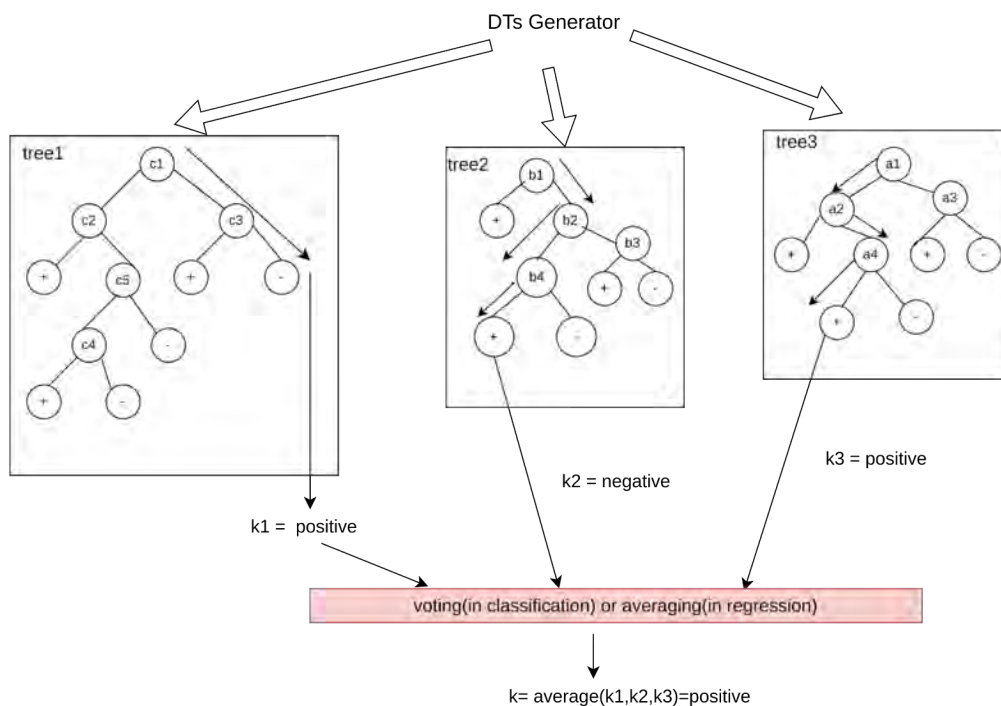 DTs Generator
tree1
c1
c2
c3
+
c5
+
-
c4
-
+
-
tree2
b1
+
b2
b3
b4
+
-
+
-
tree3
a1
a2
a3
+
a4
+
-
+
-
k1 = positive
k2 = negative
k3 = positive
voting(in classification) or averaging(in regression)
k= average(k1,k2,k3)=positive